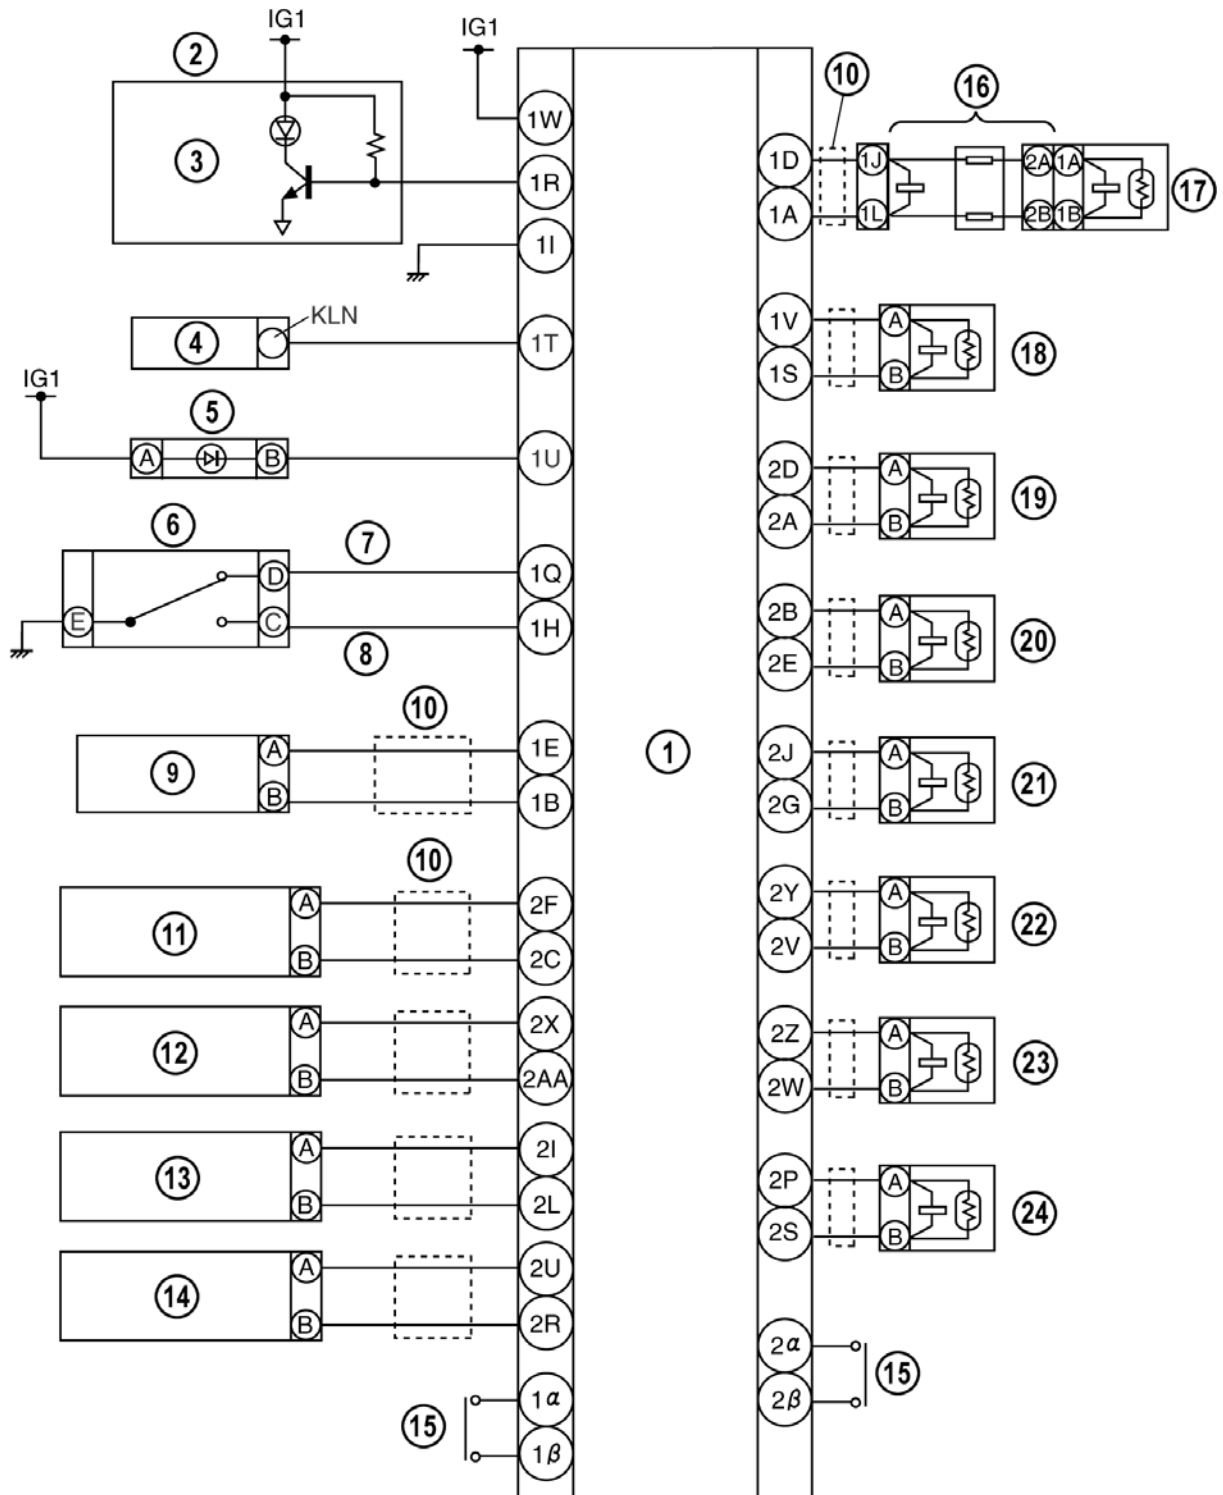 IG1
IG1
2
10
16
1W
3
1D
1J
2A
1A
17
1R
1A
1L
2B
1B
1I
KLN
1V
A
4
1T
18
1S
B
IG1
5
A
B
1U
2D
A
19
2A
B
6
7
D
1Q
E
C
1H
8
2B
A
20
2E
B
10
9
A
1E
B
1B
1
2J
A
21
2G
B
10
11
A
2F
B
2C
2Y
A
22
2V
B
12
A
2X
B
2AA
2Z
A
23
2W
B
13
A
2I
B
2L
2P
A
24
2S
B
14
A
2U
B
2R
2α
15
2β
15
1α
1β